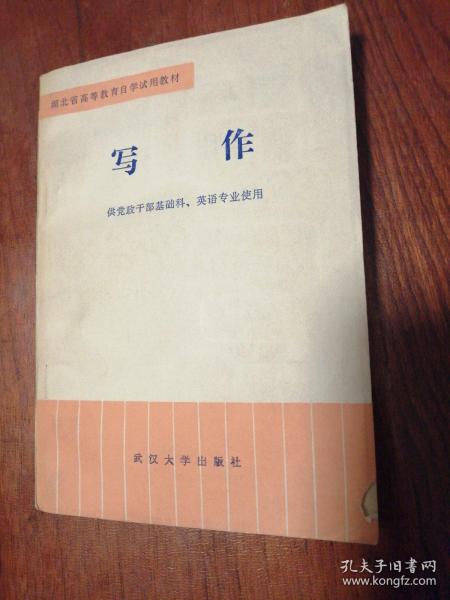 湖北省高等教育自学试用教材
写 作
供党政干部基础科、英语专业使用
武汉大学出版社
孔夫子旧书网
www.kongfz.com